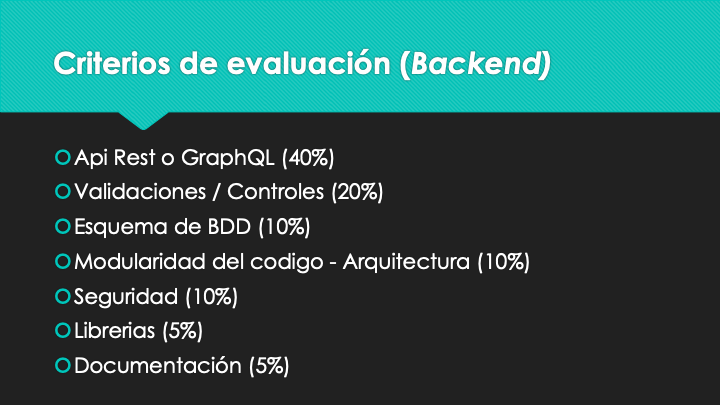 Criterios de evaluación (Backend)
Api Rest o GraphQL (40%)
Validaciones / Controles (20%)
Esquema de BDD (10%)
Modularidad del codigo - Arquitectura (10%)
Seguridad (10%)
Librerias (5%)
Documentación (5%)